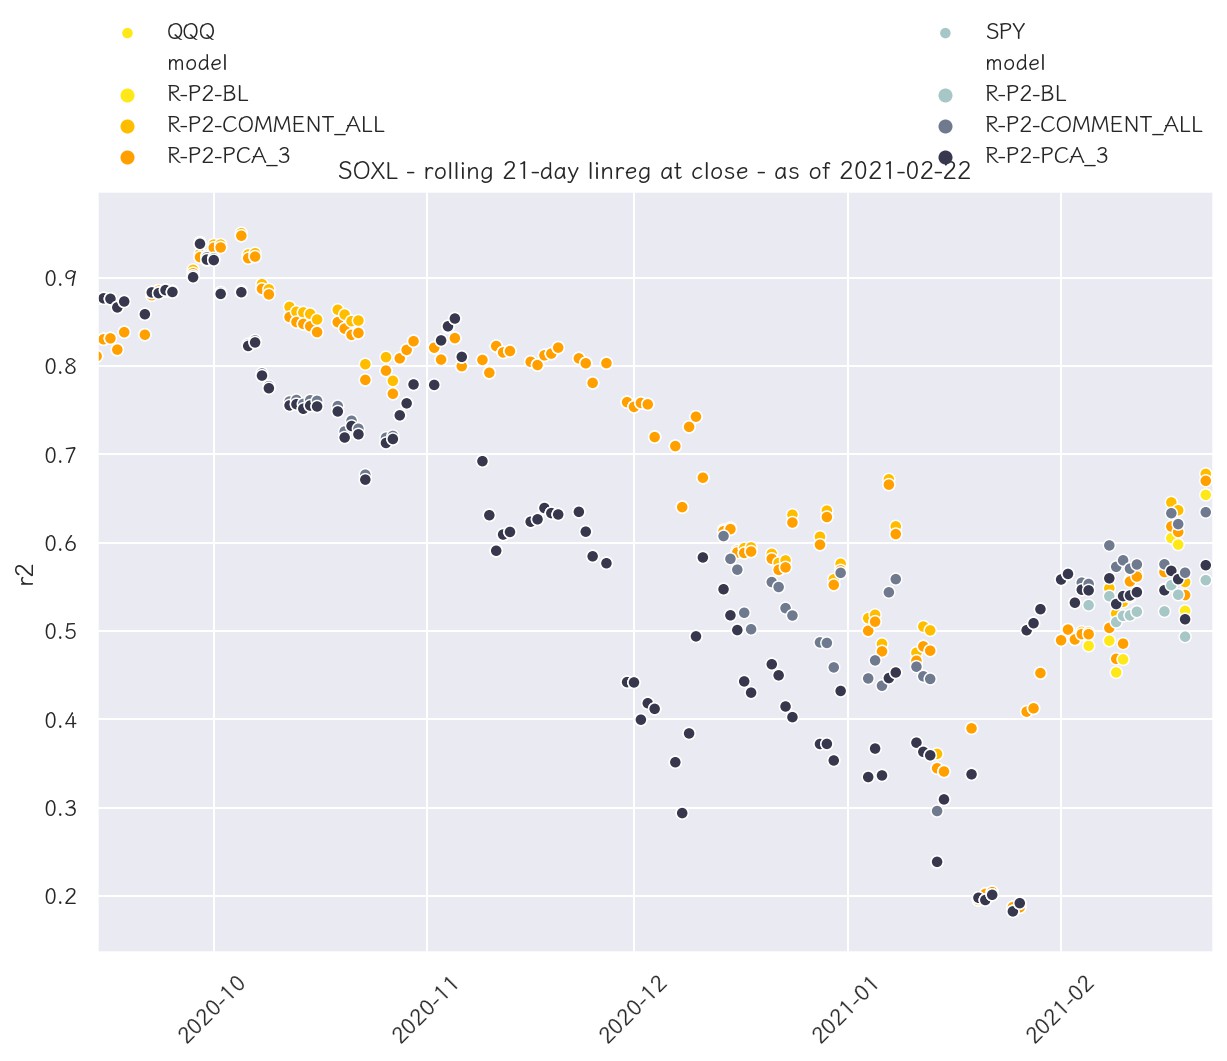 QQQ
model
R-P2-BL
R-P2-COMMENT_ALL
R-P2-PCA_3
SPY
model
R-P2-BL
R-P2-COMMENT_ALL
R-P2-PCA_3
SOXL - rolling 21-day linreg at close - as of 2021-02-22
0.9
0.8
0.7
0.6
0.5
0.4
0.3
0.2
r2
2020-10
2020-11
2020-12
2021-01
2021-02